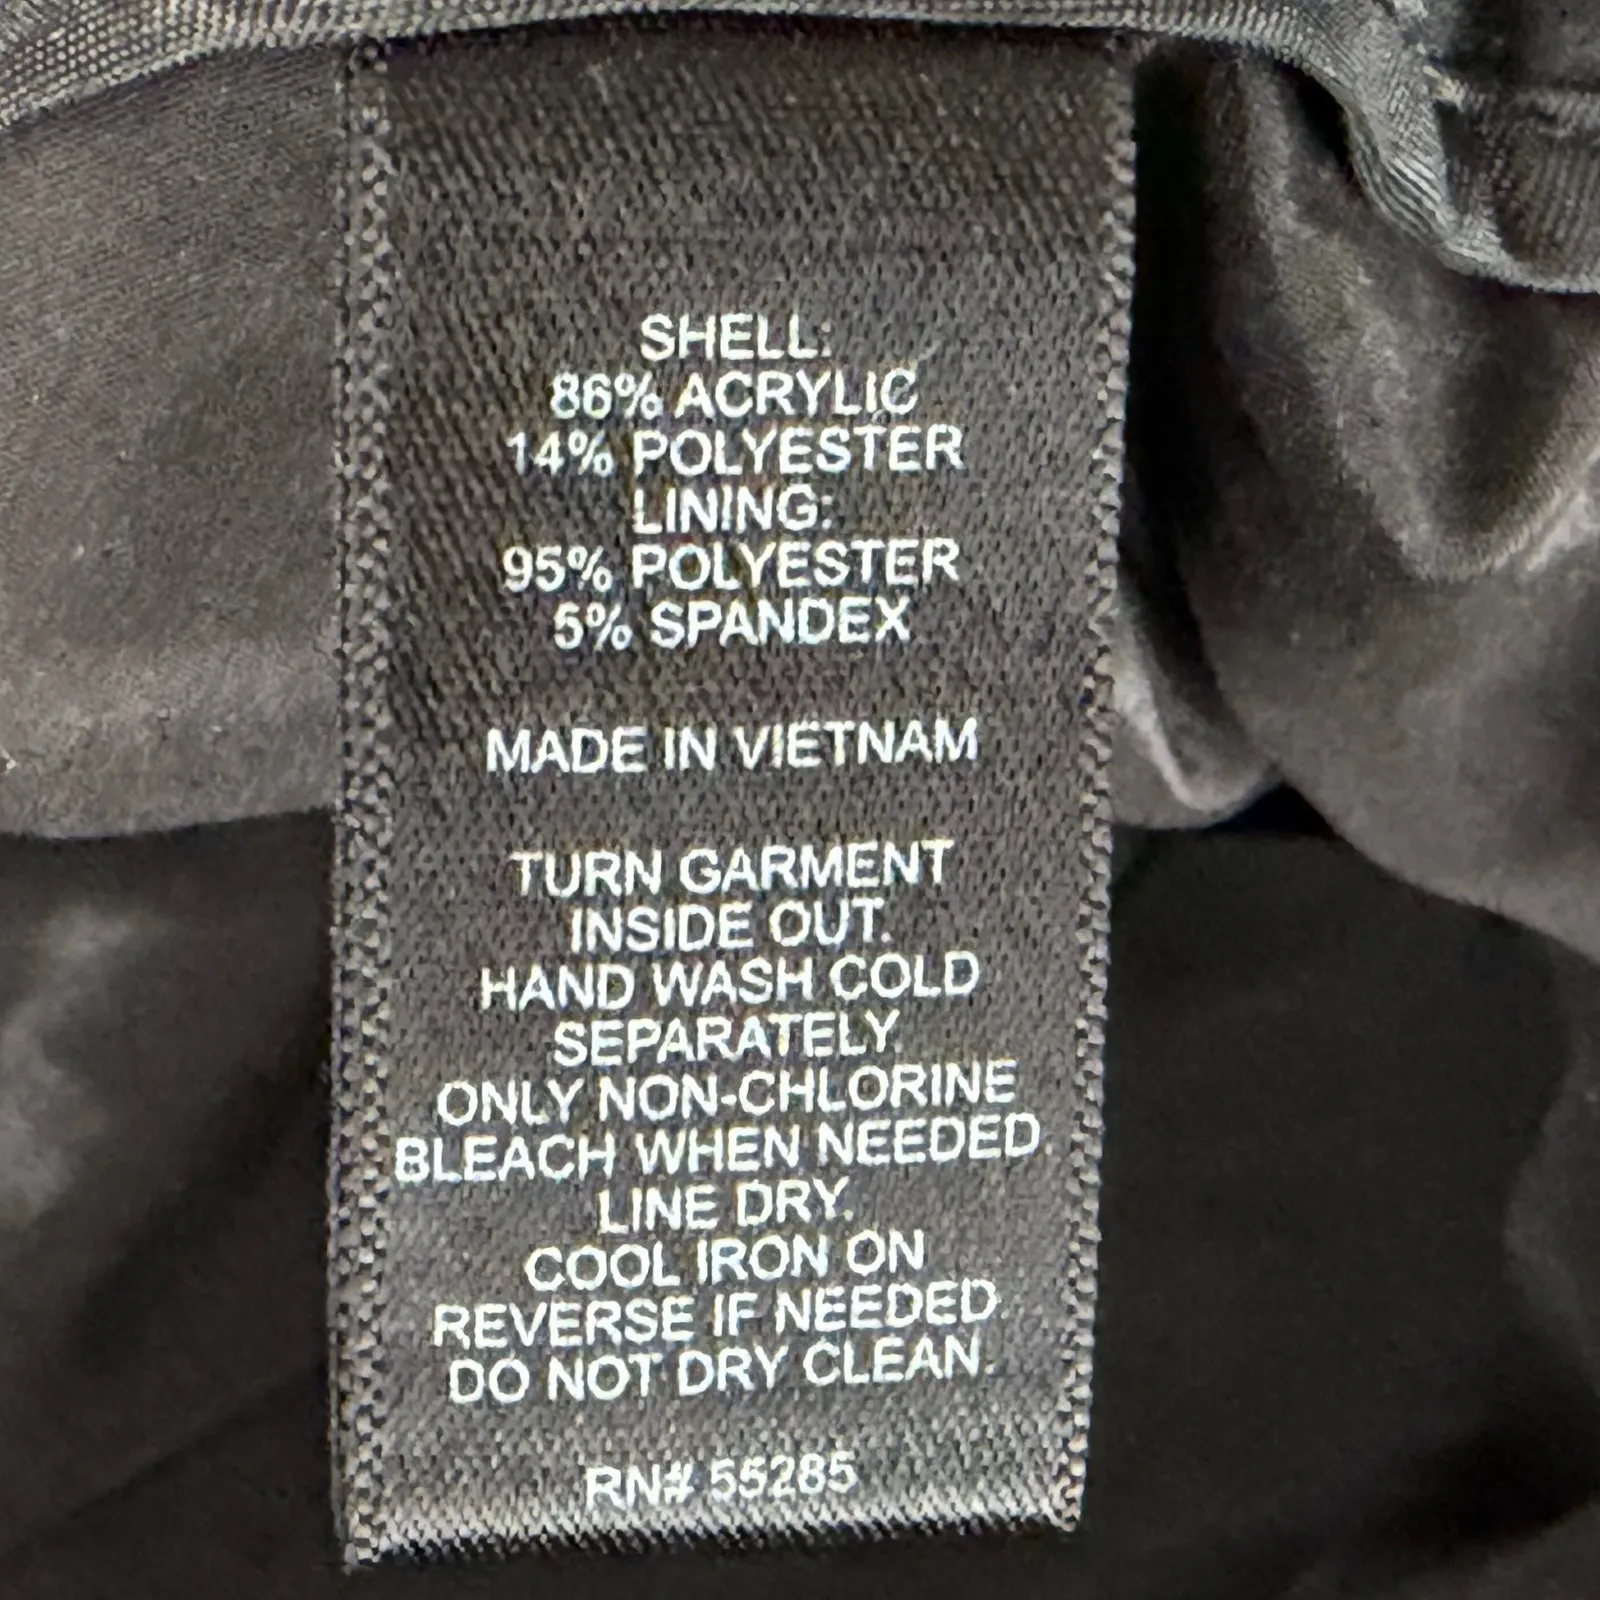 SHELL:
86% ACRYLIC
14% POLYESTER
LINING:
95% POLYESTER
5% SPANDEX
MADE IN VIETNAM
TURN GARMENT
INSIDE OUT.
HAND WASH COLD
SEPARATELY.
ONLY NON-CHLORINE
BLEACH WHEN NEEDED.
LINE DRY.
COOL IRON ON
REVERSE IF NEEDED.
DO NOT DRY CLEAN.
RN# 55285